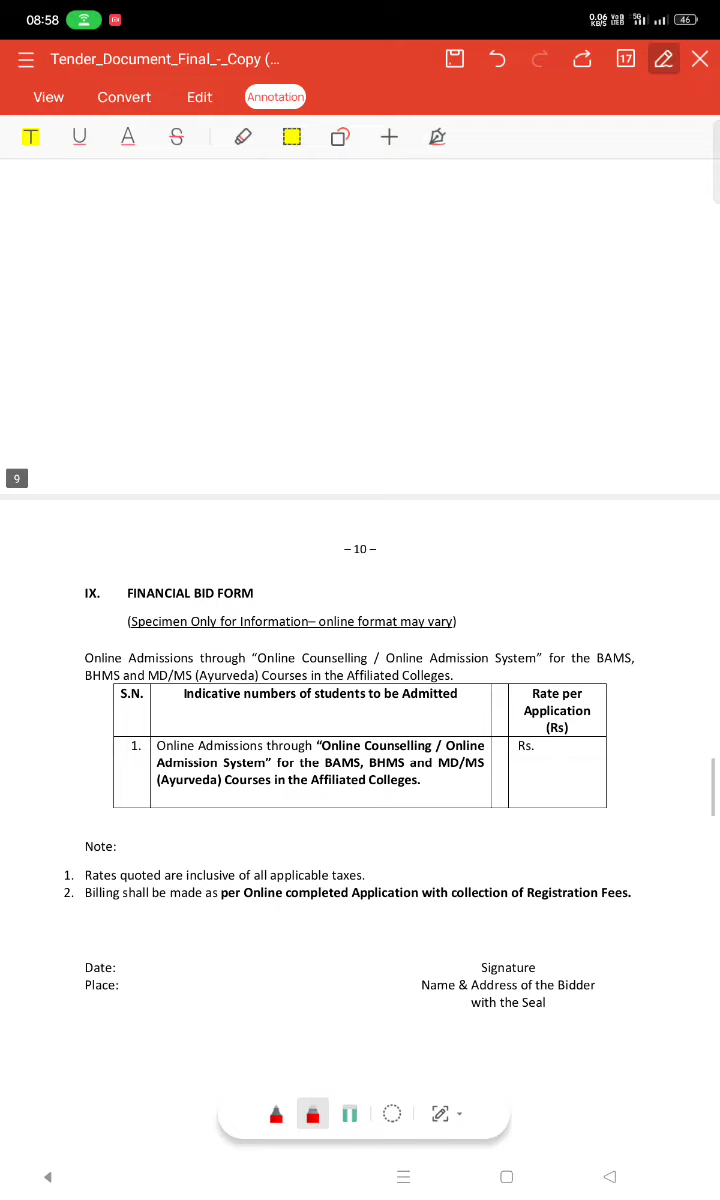 08:58
0.06 KB/S
5G
46
Tender_Document_Final_-_Copy (...
17
View Convert Edit Annotation
T U A S
9
– 10 –
IX. FINANCIAL BID FORM
(Specimen Only for Information– online format may vary)
Online Admissions through “Online Counselling / Online Admission System” for the BAMS,
BHMS and MD/MS (Ayurveda) Courses in the Affiliated Colleges.
S.N. Indicative numbers of students to be Admitted Rate per
Application
(Rs)
1. Online Admissions through “Online Counselling / Online Rs.
Admission System” for the BAMS, BHMS and MD/MS
(Ayurveda) Courses in the Affiliated Colleges.
Note:
1. Rates quoted are inclusive of all applicable taxes.
2. Billing shall be made as per Online completed Application with collection of Registration Fees.
Date: Signature
Place: Name & Address of the Bidder
with the Seal